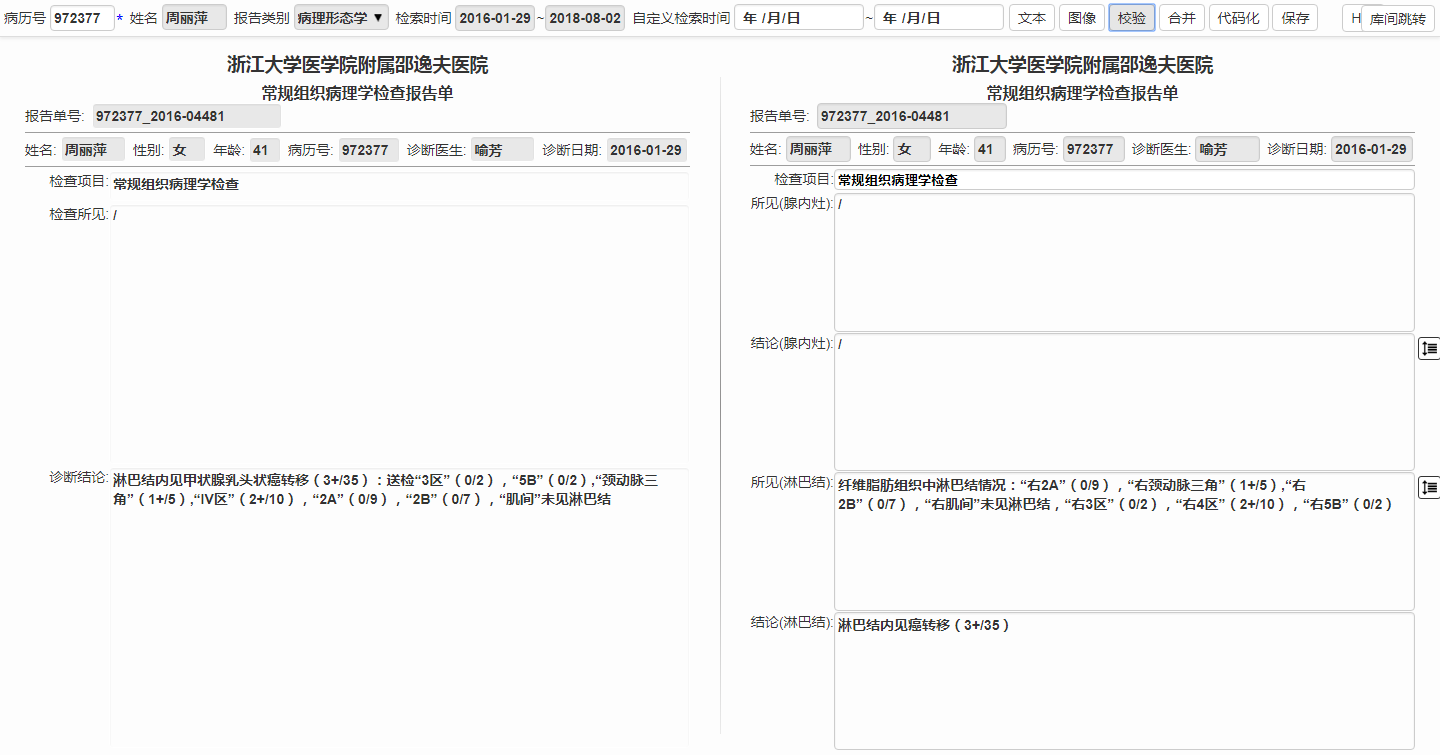 病历号 972377 * 姓名 周丽萍 报告类别 病理形态学 ▼ 检索时间 2016-01-29 ~ 2018-08-02 自定义检索时间 年 /月/日 ~ 年 /月/日 文本 图像 校验 合并 代码化 保存 H 库间跳转
浙江大学医学院附属邵逸夫医院
常规组织病理学检查报告单
报告单号: 972377_2016-04481
姓名: 周丽萍 性别: 女 年龄: 41 病历号: 972377 诊断医生: 喻芳 诊断日期: 2016-01-29
检查项目: 常规组织病理学检查
检查所见: /
诊断结论: 淋巴结内见甲状腺乳头状癌转移（3+/35）：送检“3区”（0/2），“5B”（0/2）,“颈动脉三
角”（1+/5）,“IV区”（2+/10），“2A”（0/9），“2B”（0/7），“肌间”未见淋巴结
浙江大学医学院附属邵逸夫医院
常规组织病理学检查报告单
报告单号: 972377_2016-04481
姓名: 周丽萍 性别: 女 年龄: 41 病历号: 972377 诊断医生: 喻芳 诊断日期: 2016-01-29
检查项目: 常规组织病理学检查
所见(腺内灶): /
结论(腺内灶): /
所见(淋巴结): 纤维脂肪组织中淋巴结情况：“右2A”（0/9），“右颈动脉三角”（1+/5）,“右
2B”（0/7），“右肌间”未见淋巴结，“右3区”（0/2），“右4区”（2+/10），“右5B”（0/2）
结论(淋巴结): 淋巴结内见癌转移（3+/35）